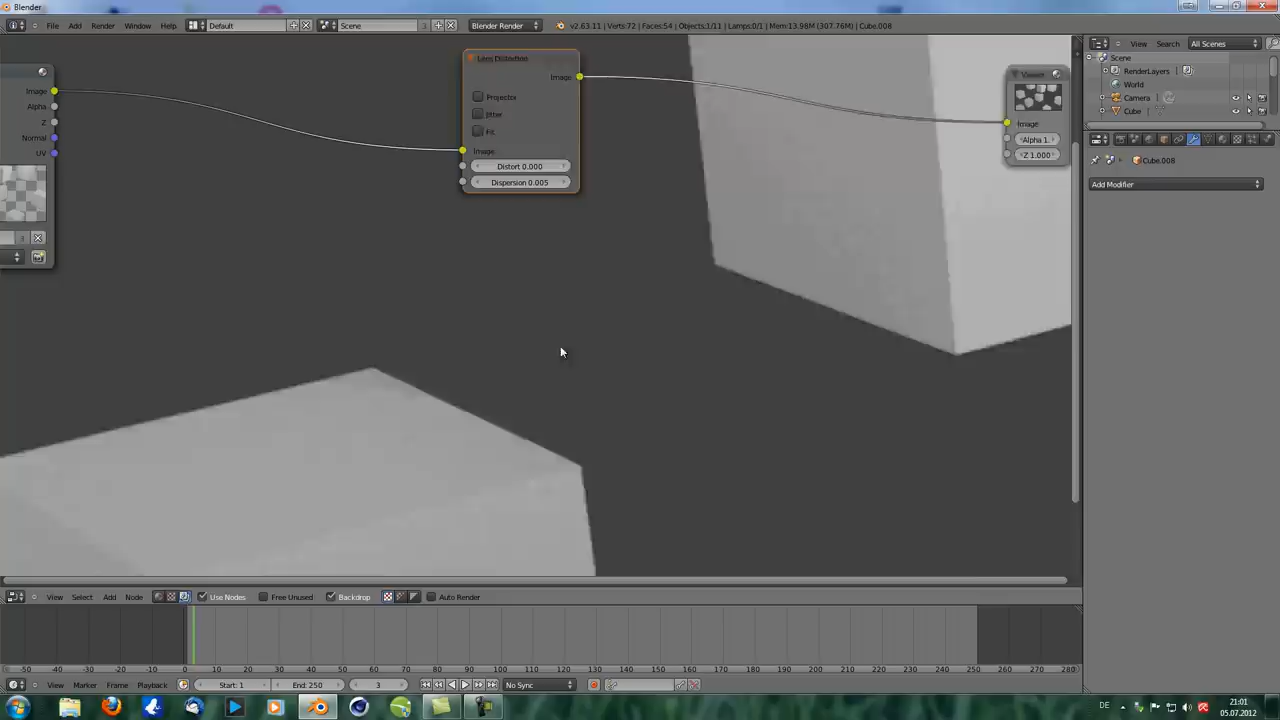 Blender
File Add Render Window Help Default Scene 3 Blender Render v2.63.11 | Verts:72 | Faces:54 | Objects:1/11 | Lamps:0/1 | Mem:13.98M (307.76M) | Cube.008
View Search All Scenes
Scene
RenderLayers
World
Camera
Cube
Cube.008
Add Modifier
Image
Alpha
Z
Normal
UV
3
Lens Distortion
Image
Projector
Jitter
Fit
Image
Distort 0.000
Dispersion 0.005
Viewer
Image
Alpha 1.
Z 1.000
View Select Add Node Use Nodes Free Unused Backdrop Auto Render
-50 -40 -30 -20 -10 0 10 20 30 40 50 60 70 80 90 100 110 120 130 140 150 160 170 180 190 200 210 220 230 240 250 260 270 280
View Marker Frame Playback Start: 1 End: 250 3 No Sync
DE 21:01
05.07.2012